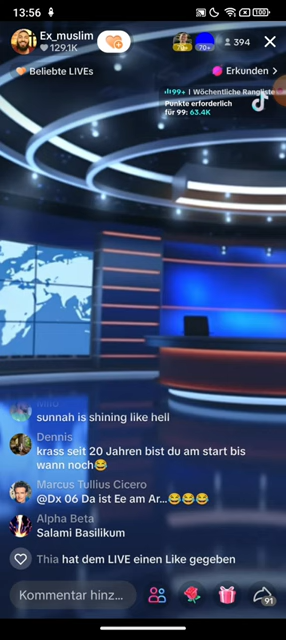 13:56
100
Ex_muslim
129.1K
70+
394
Beliebte LIVEs
Erkunden >
99+ | Wöchentliche Rangliste
Punkte erforderlich
für 99: 63.4K
sunnah is shining like hell
Dennis
krass seit 20 Jahren bist du am start bis
wann noch😂
Marcus Tullius Cicero
@Dx 06 Da ist Ee am Ar...😂😂😂
Alpha Beta
Salami Basilikum
Thia hat dem LIVE einen Like gegeben
Kommentar hinz...
91